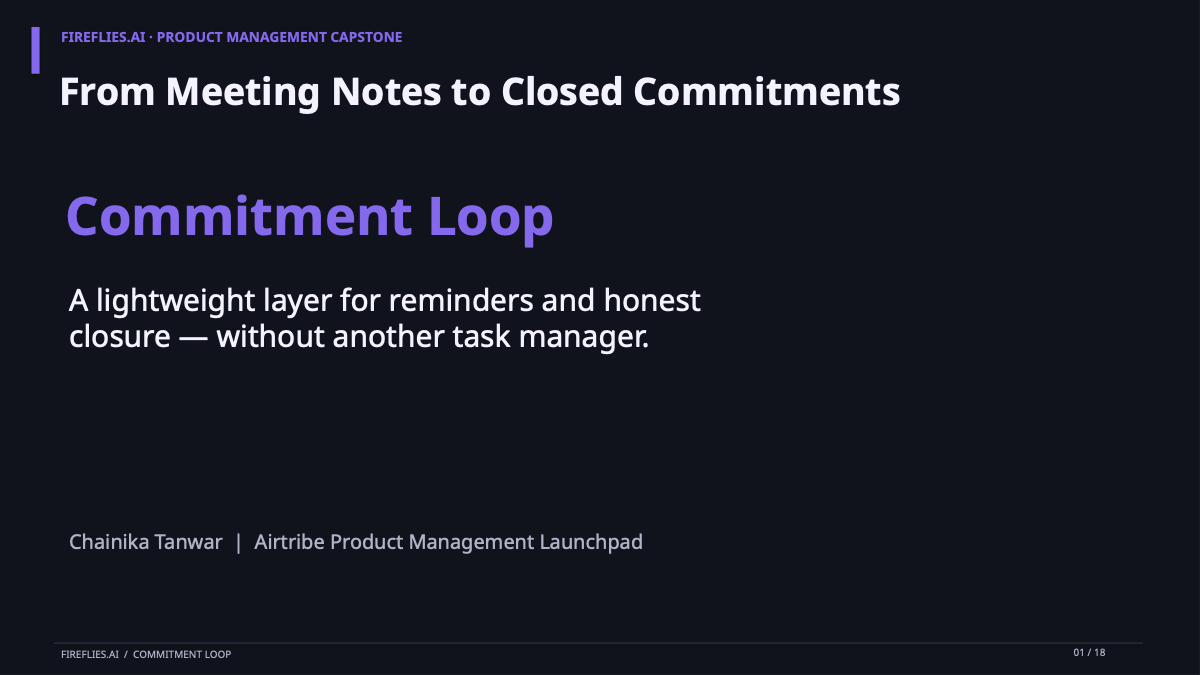 FIREFLIES.AI · PRODUCT MANAGEMENT CAPSTONE
From Meeting Notes to Closed Commitments
Commitment Loop
A lightweight layer for reminders and honest
closure — without another task manager.
Chainika Tanwar | Airtribe Product Management Launchpad
FIREFLIES.AI / COMMITMENT LOOP
01 / 18